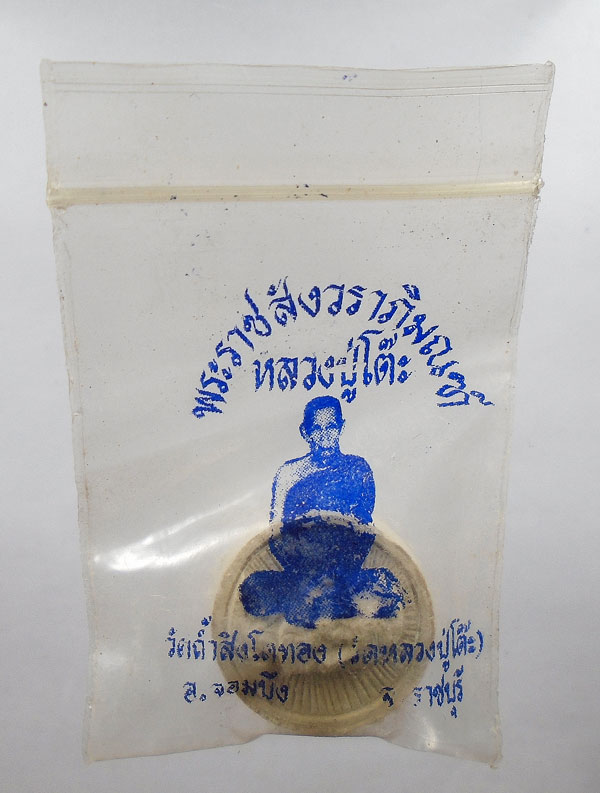 พระราชสังวราภิมณฑ์
หลวงปู่โต๊ะ
วัดถ้ำสิงโตทอง (วัดหลวงปู่โต๊ะ)
อ.จอมบึง จ.ราชบุรี